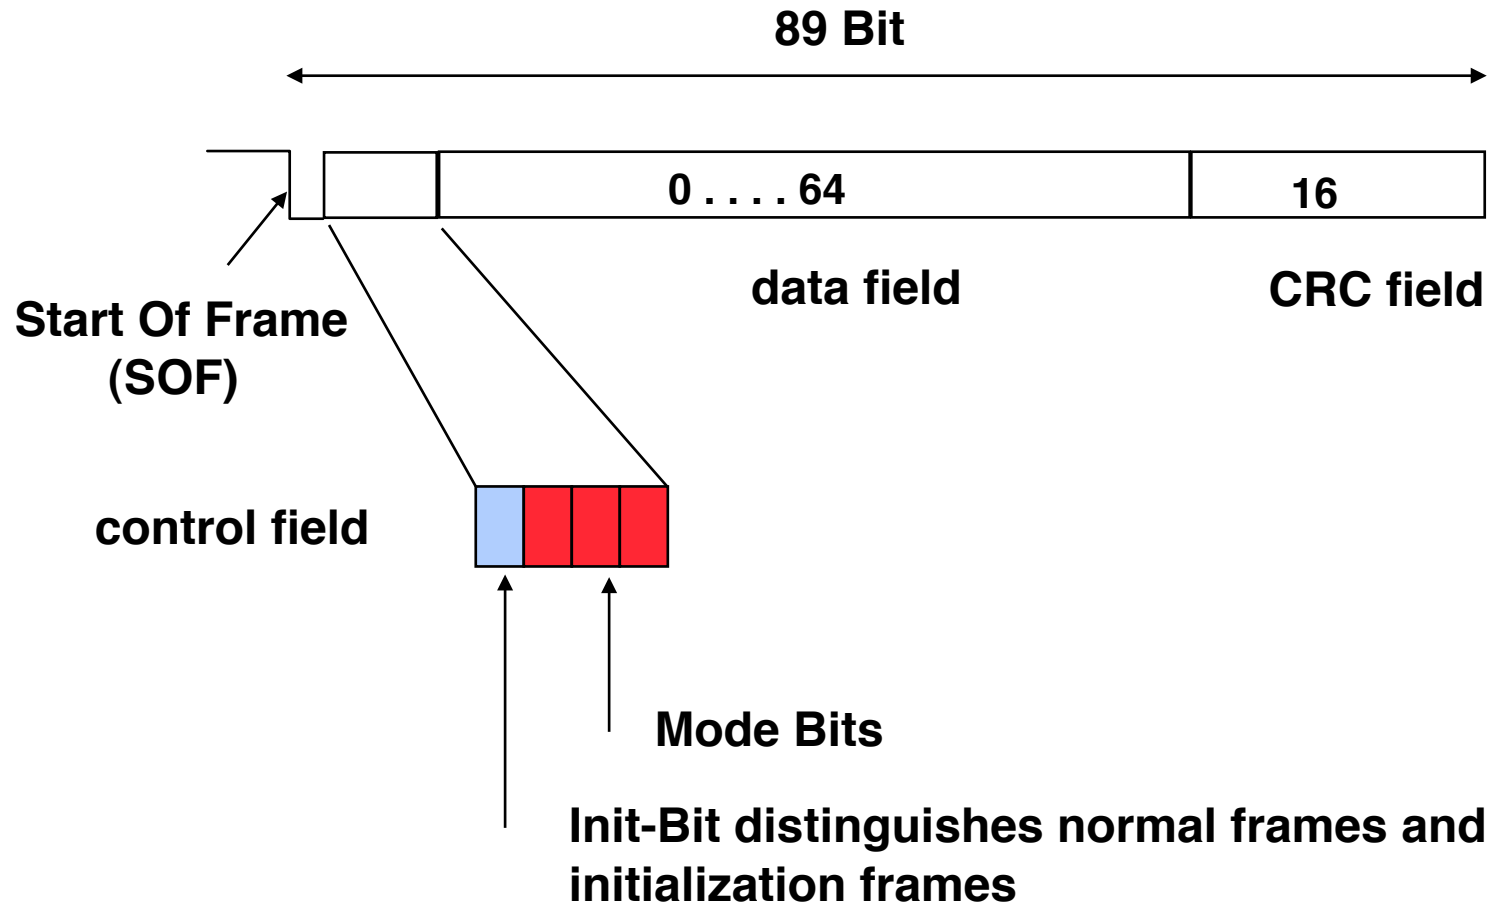 89 Bit
0 . . . . 64
16
data field
CRC field
Start Of Frame
(SOF)
control field
Mode Bits
Init-Bit distinguishes normal frames and
initialization frames